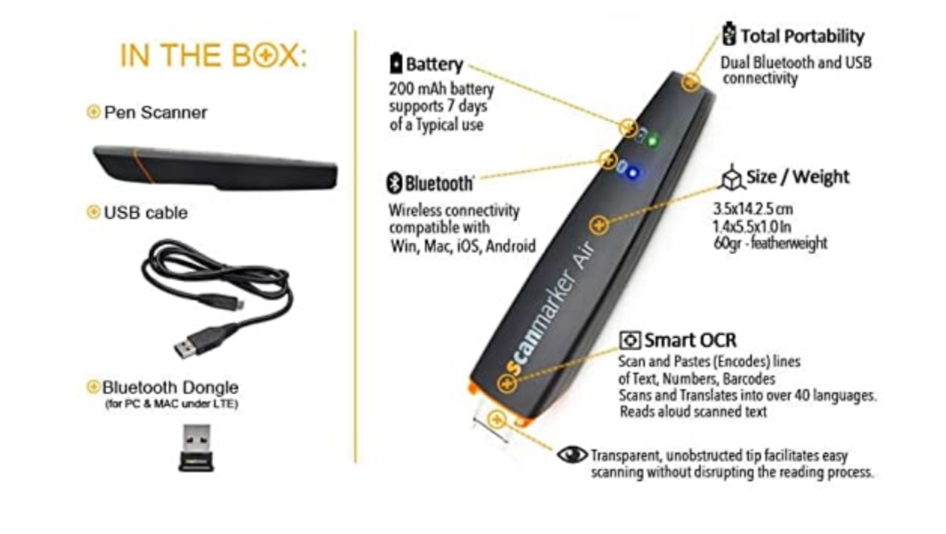 IN THE BOX:
Pen Scanner
USB cable
Bluetooth Dongle
(for PC & MAC under LTE)
Battery
200 mAh battery
supports 7 days
of a Typical use
Bluetooth
Wireless connectivity
compatible with
Win, Mac, iOS, Android
Total Portability
Dual Bluetooth and USB
connectivity
Size / Weight
3.5x14.2.5 cm
1.4x5.5x1.0 In
60gr - featherweight
scanmarker Air
Smart OCR
Scan and Pastes (Encodes) lines
of Text, Numbers, Barcodes
Scans and Translates into over 40 languages.
Reads aloud scanned text
Transparent, unobstructed tip facilitates easy
scanning without disrupting the reading process.